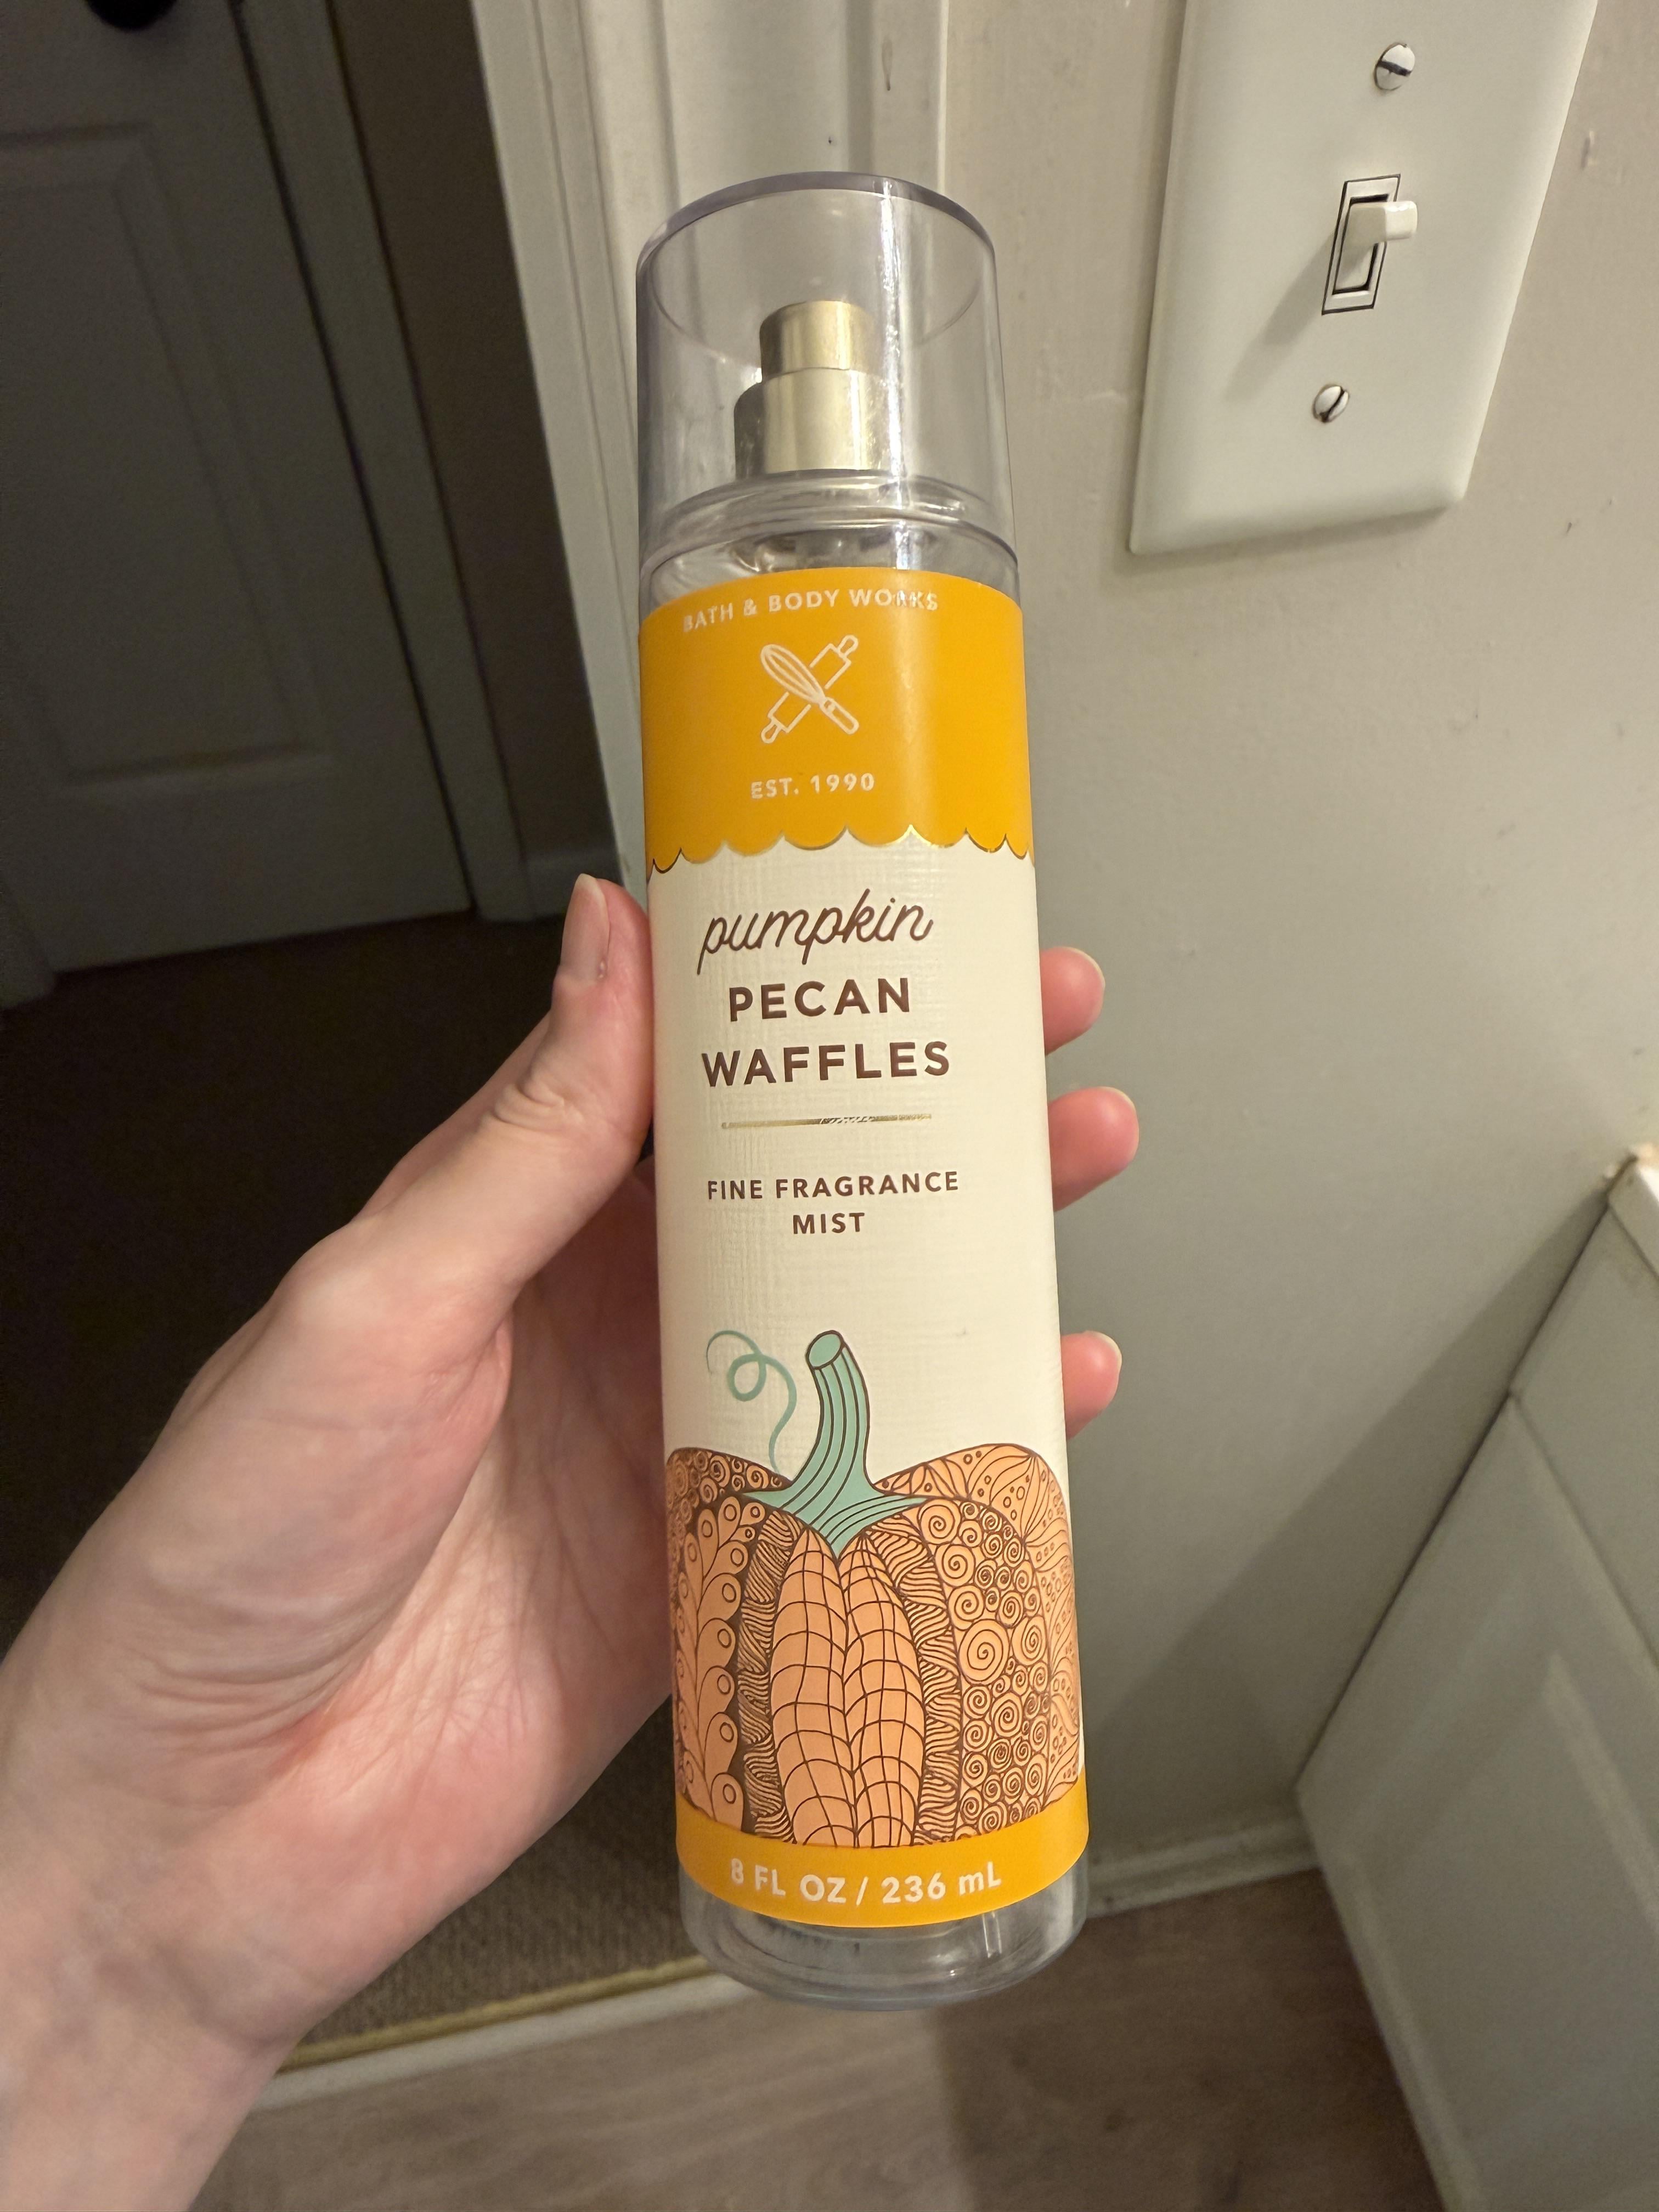 BATH & BODY WORKS
EST. 1990
pumpkin
PECAN
WAFFLES
FINE FRAGRANCE
MIST
8 FL OZ / 236 mL